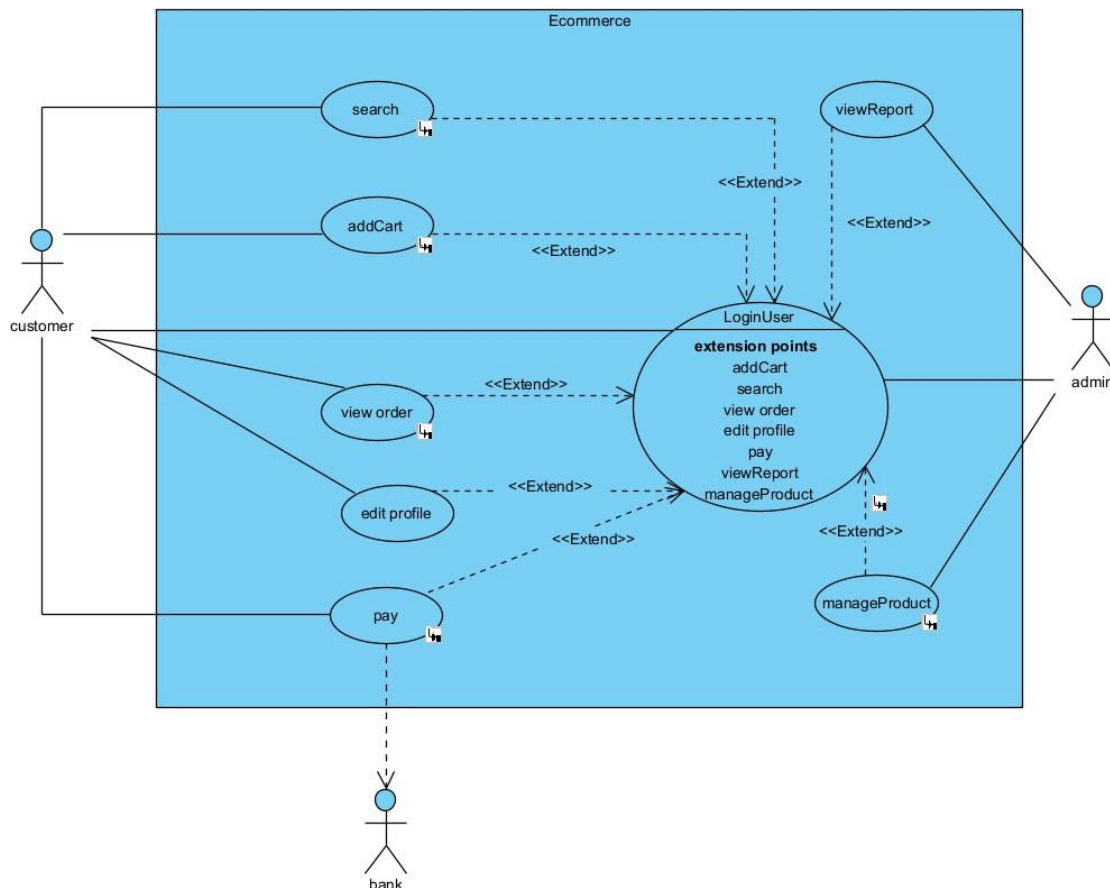 Ecommerce
search
viewReport
<<Extend>>
addCart
<<Extend>>
<<Extend>>
customer
LoginUser
extension points
addCart
search
view order
edit profile
pay
viewReport
manageProduct
admin
view order
<<Extend>>
edit profile
<<Extend>>
<<Extend>>
<<Extend>>
pay
manageProduct
bank